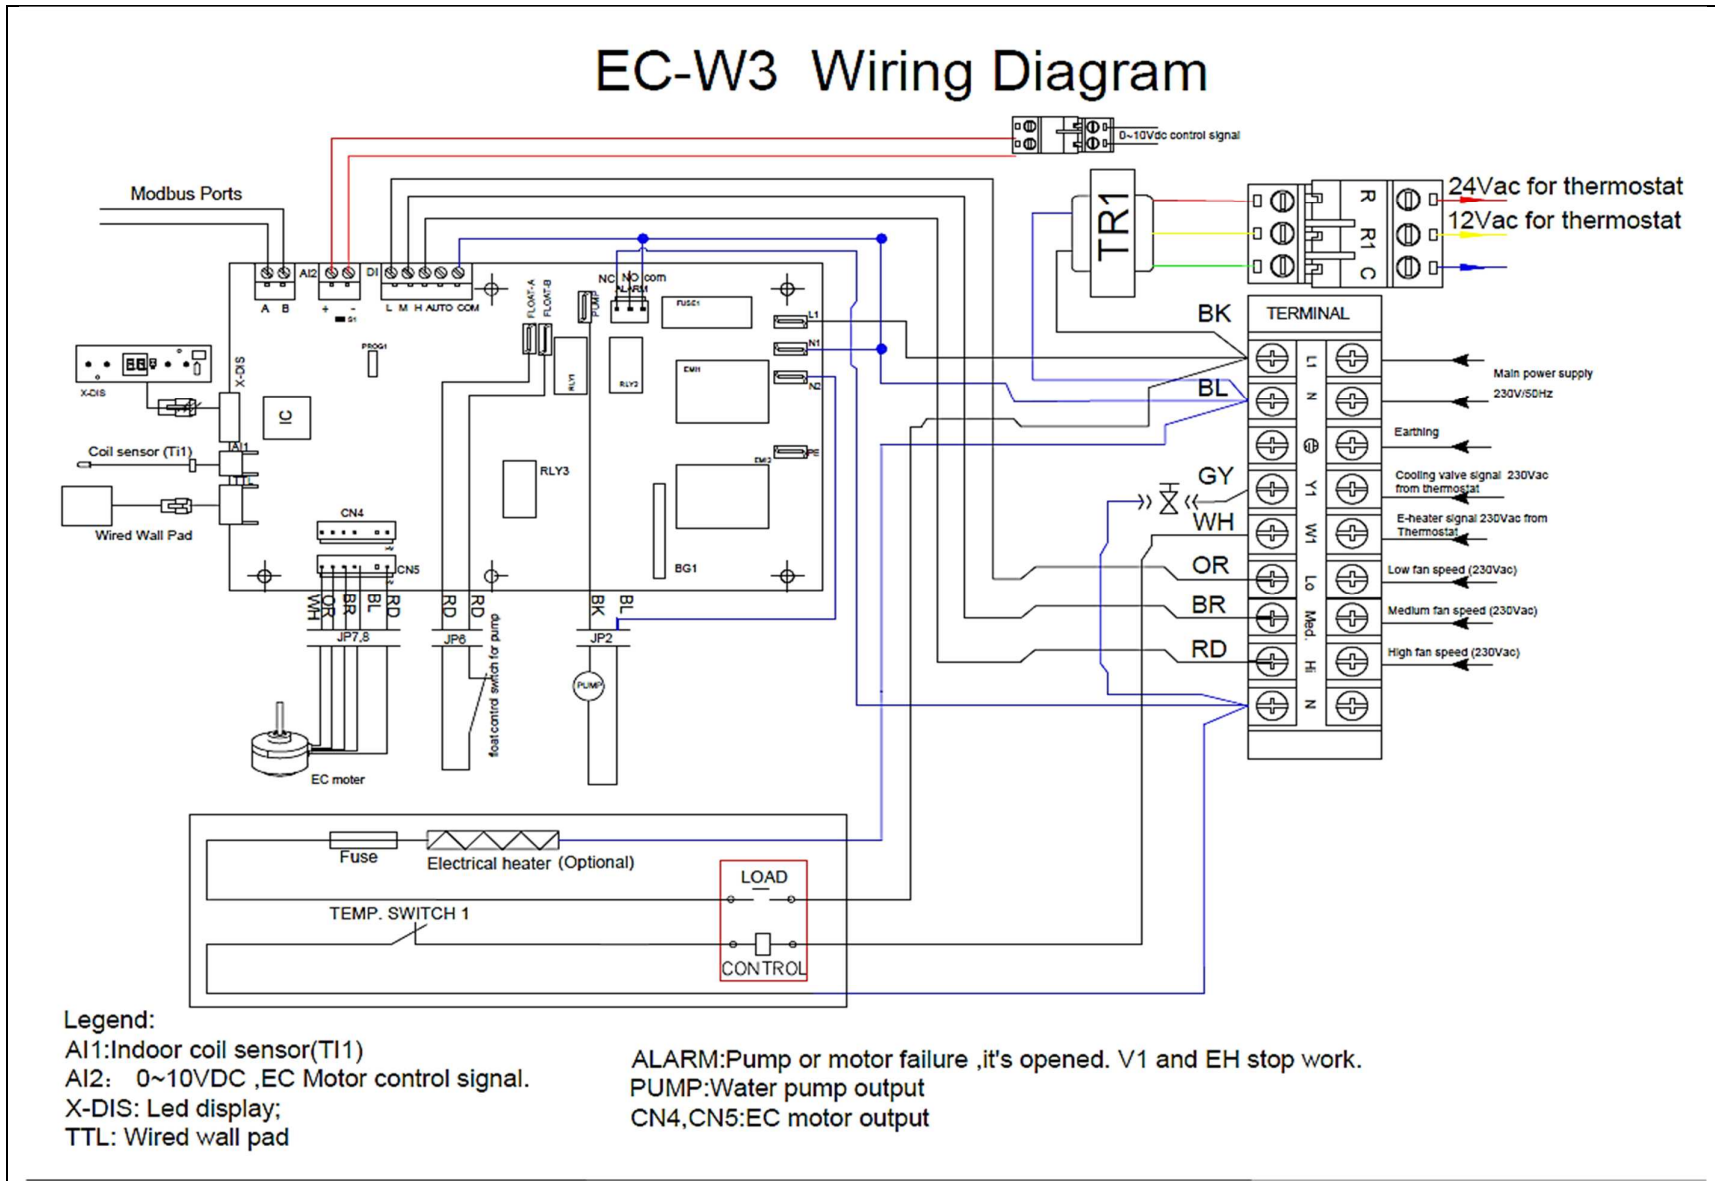 EC-W3 Wiring Diagram
0~10Vdc control signal
Modbus Ports
TR1
R
R1
C
24Vac for thermostat
12Vac for thermostat
AI2
DI
A B
+ -
S1
L M H AUTO COM
FLOAT-A
FLOAT-B
PUMP
NC NO com
ALARM
FUSE1
L1
N1
N2
PE
PROG1
X-DIS
X-DIS
IC
RLY1
RLY2
EMI1
EMI2
RLY3
AI1
Coil sensor (Ti1)
Wired Wall Pad
CN4
CN5
BG1
BK
BL
GY
WH
OR
BR
RD
TERMINAL
L1
N
Y1
W1
Lo
Med.
Hi
N
Main power supply
230V/50Hz
Earthing
Cooling valve signal 230Vac
from thermostat
E-heater signal 230Vac from
Thermostat
Low fan speed (230Vac)
Medium fan speed (230Vac)
High fan speed (230Vac)
WH
OR
BR
BL
RD
RD
RD
BK
BL
JP7,8
JP6
JP2
PUMP
float control switch for pump
EC moter
Fuse
Electrical heater (Optional)
LOAD
TEMP. SWITCH 1
CONTROL
Legend:
AI1:Indoor coil sensor(TI1)
AI2: 0~10VDC ,EC Motor control signal.
X-DIS: Led display;
TTL: Wired wall pad
ALARM:Pump or motor failure ,it's opened. V1 and EH stop work.
PUMP:Water pump output
CN4,CN5:EC motor output